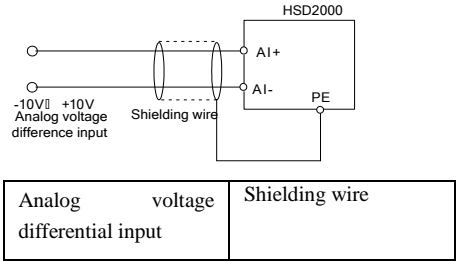 HSD2000
AI+
AI-
PE
-10V▯ +10V
Analog voltage
difference input
Shielding wire
Analog voltage
differential input
Shielding wire